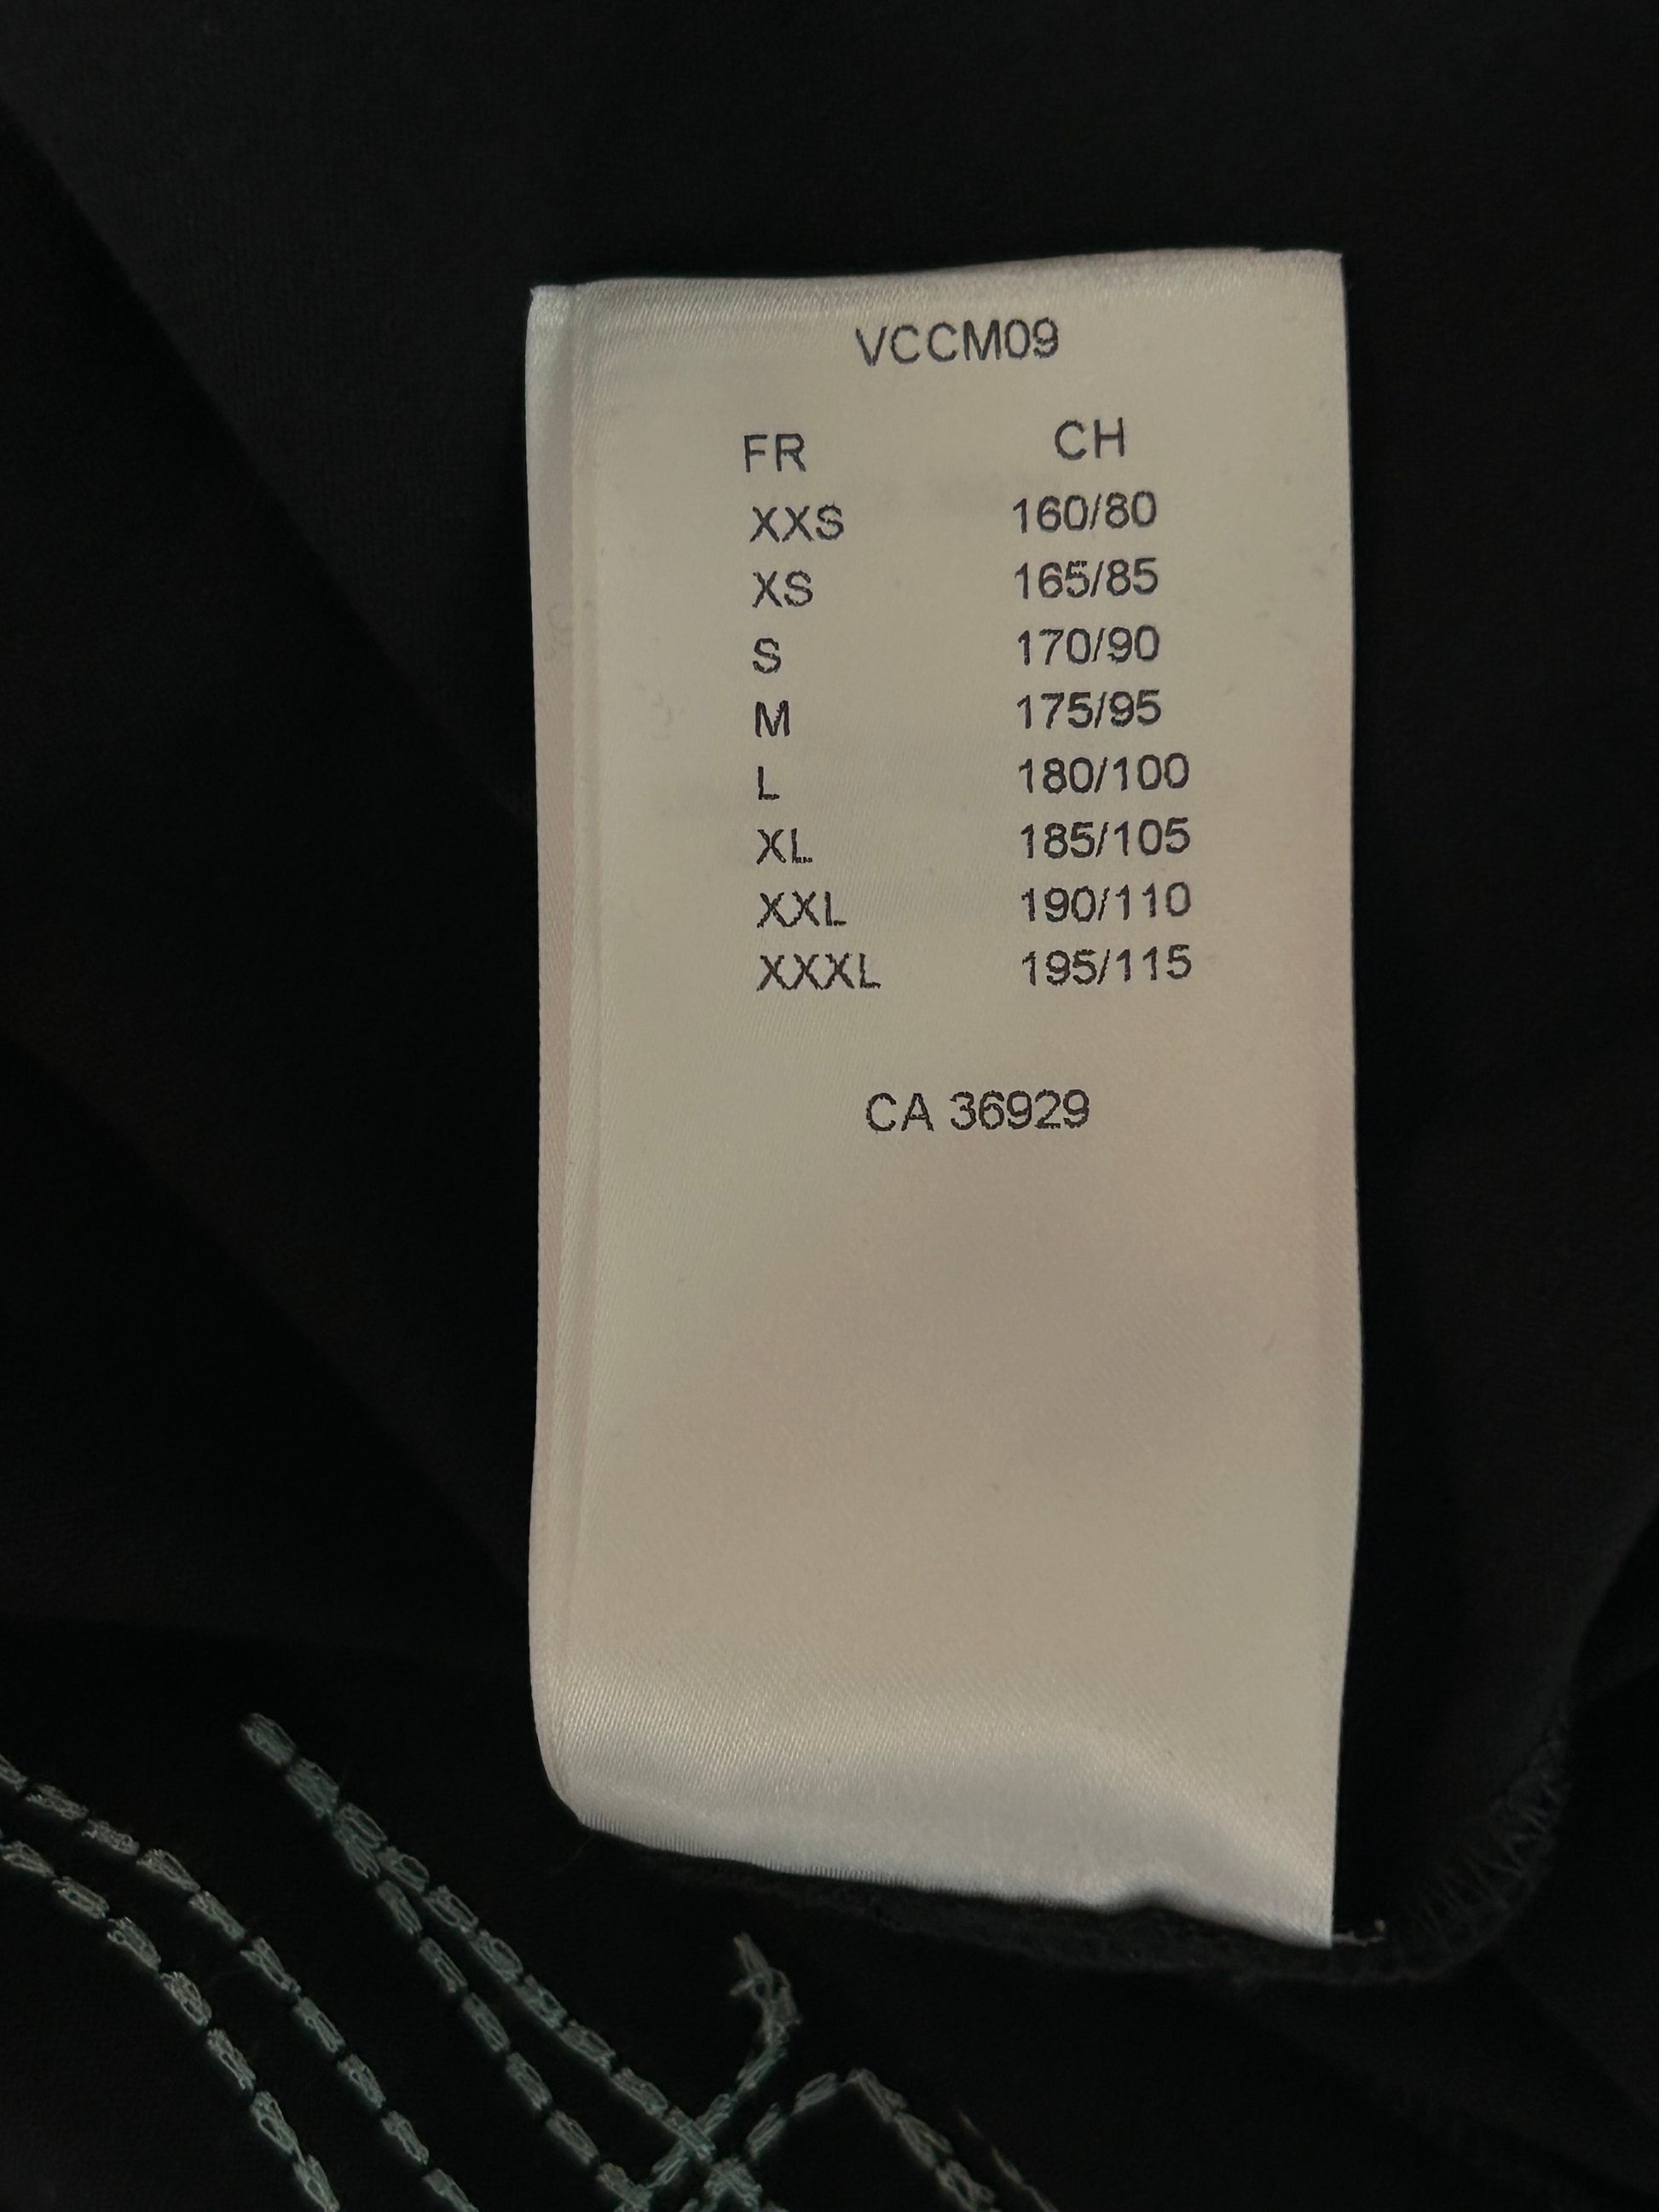 VCCM09
FR CH
XXS 160/80
XS 165/85
S 170/90
M 175/95
L 180/100
XL 185/105
XXL 190/110
XXXL 195/115
CA 36929